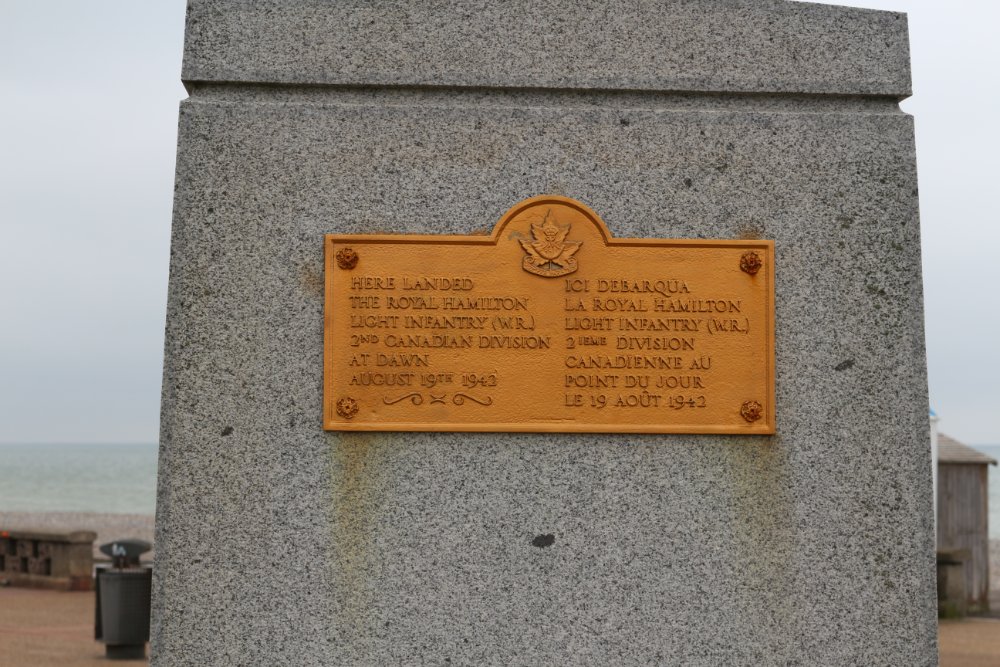 HERE LANDED
THE ROYAL HAMILTON
LIGHT INFANTRY (W.R.)
2ND CANADIAN DIVISION
AT DAWN
AUGUST 19TH 1942
ICI DEBARQUA
LA ROYAL HAMILTON
LIGHT INFANTRY (W.R.)
2IEME DIVISION
CANADIENNE AU
POINT DU JOUR
LE 19 AOÛT 1942